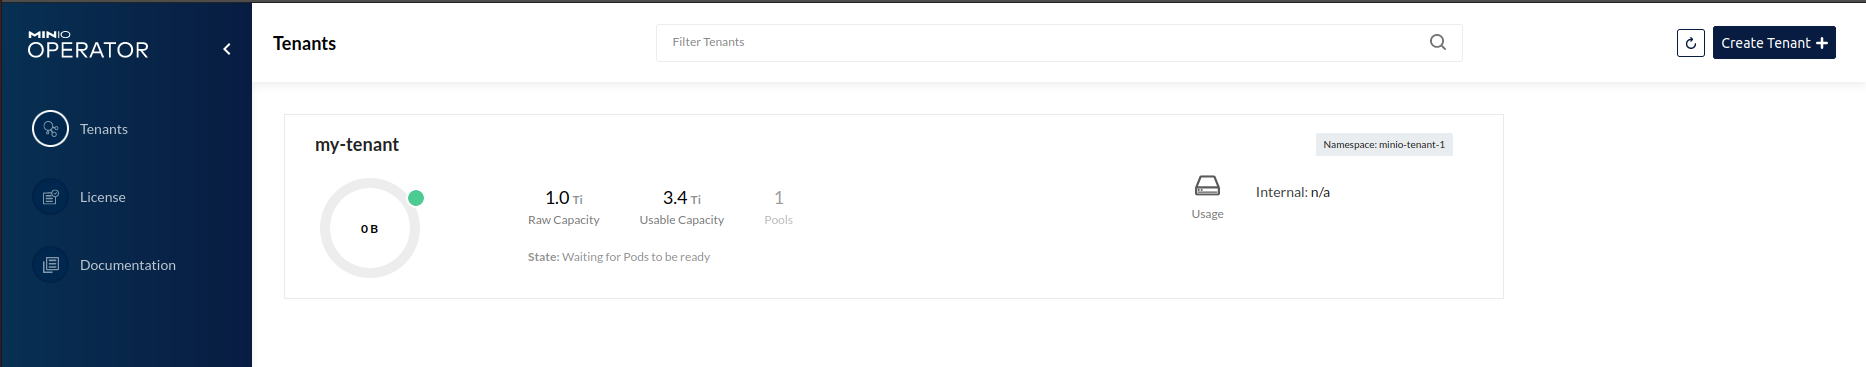 MINIO
OPERATOR
Tenants
License
Documentation
Tenants
Filter Tenants
Create Tenant
my-tenant
Namespace: minio-tenant-1
0 B
1.0 Ti
Raw Capacity
3.4 Ti
Usable Capacity
1
Pools
State: Waiting for Pods to be ready
Usage
Internal: n/a